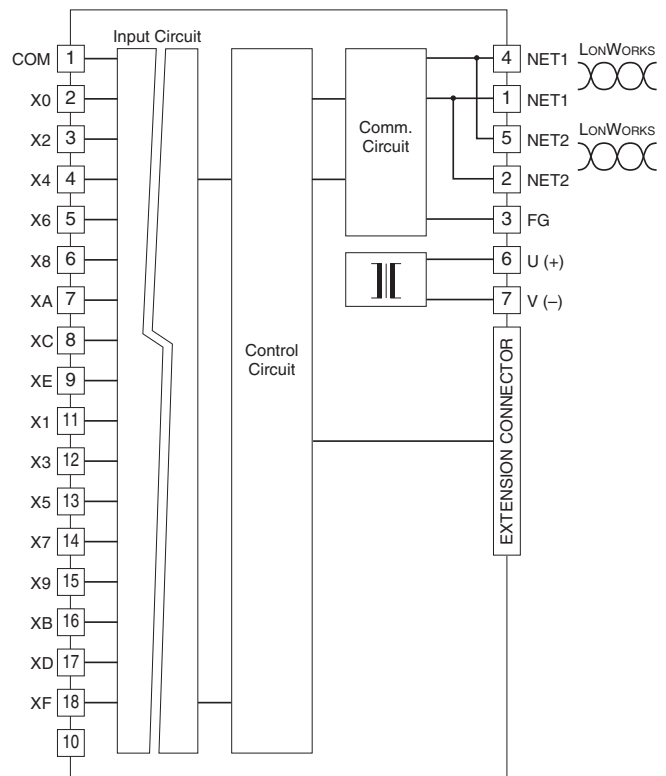 Input Circuit
COM 1
X0 2
X2 3
X4 4
X6 5
X8 6
XA 7
XC 8
XE 9
X1 11
X3 12
X5 13
X7 14
X9 15
XB 16
XD 17
XF 18
10
Control
Circuit
Comm.
Circuit
4 NET1 LONWORKS
1 NET1
5 NET2 LONWORKS
2 NET2
3 FG
6 U (+)
7 V (–)
EXTENSION CONNECTOR